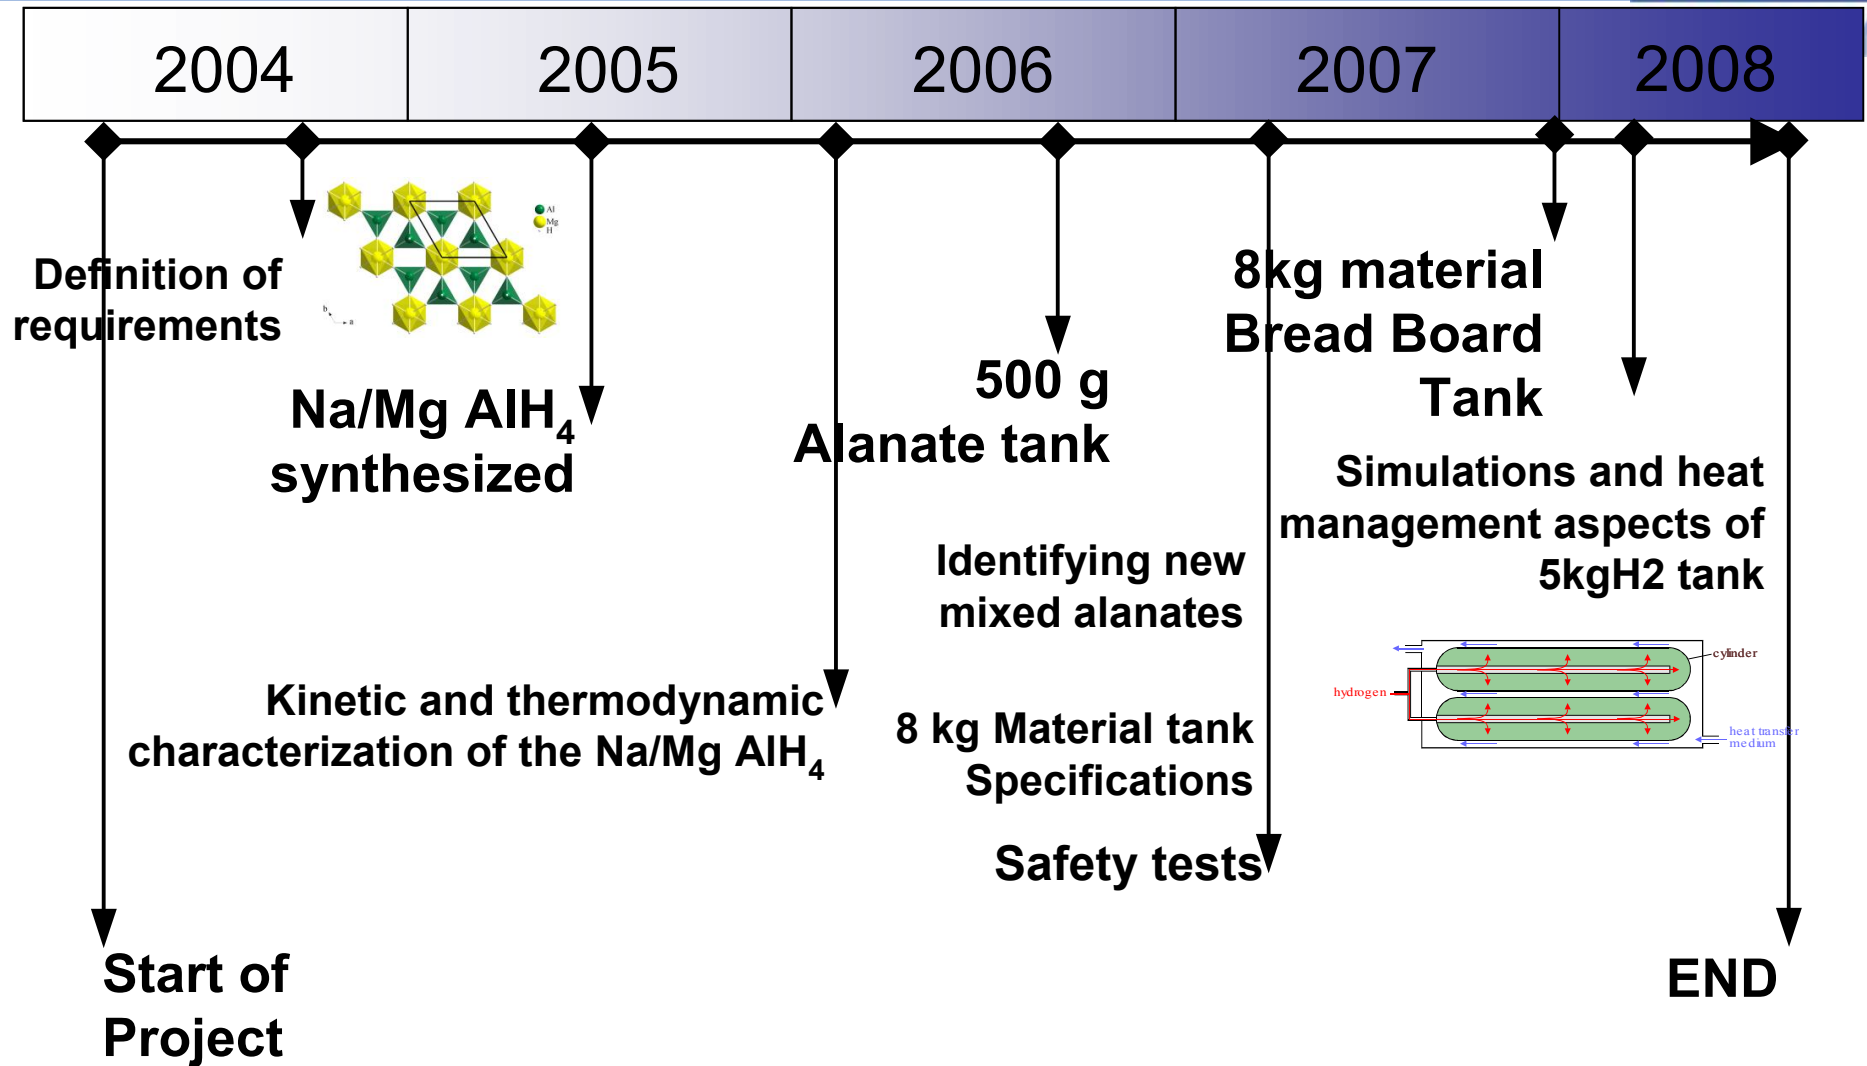 2004
2005
2006
2007
2008
Definition of
requirements
Al
Mg
H
b
a
Na/Mg AlH₄
synthesized
Kinetic and thermodynamic
characterization of the Na/Mg AlH₄
500 g
Alanate tank
Identifying new
mixed alanates
8 kg Material tank
Specifications
Safety tests
8kg material
Bread Board
Tank
Simulations and heat
management aspects of
5kgH2 tank
cylinder
hydrogen
heat transfer
medium
Start of
Project
END